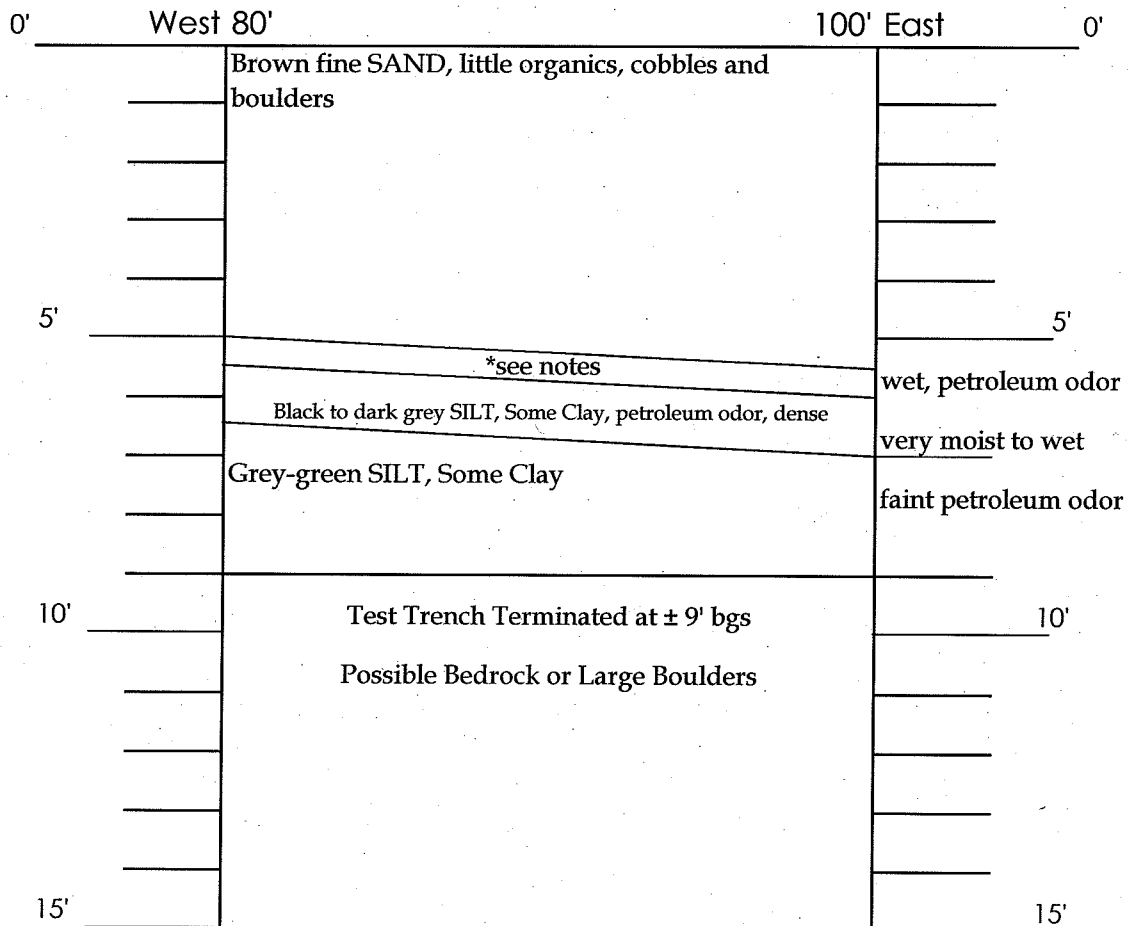 0' West 80' 100' East 0'
Brown fine SAND, little organics, cobbles and
boulders
5' 5'
*see notes
wet, petroleum odor
Black to dark grey SILT, Some Clay, petroleum odor, dense
very moist to wet
Grey-green SILT, Some Clay
faint petroleum odor
10' 10'
Test Trench Terminated at ± 9' bgs
Possible Bedrock or Large Boulders
15' 15'